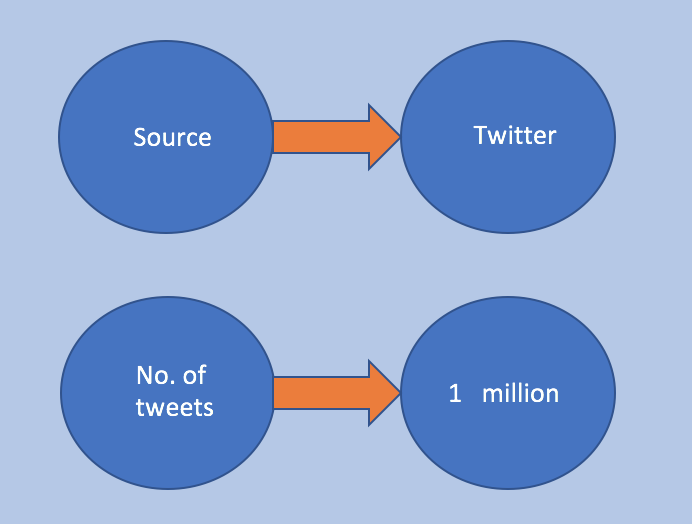 Source
Twitter
No. of
tweets
1 million